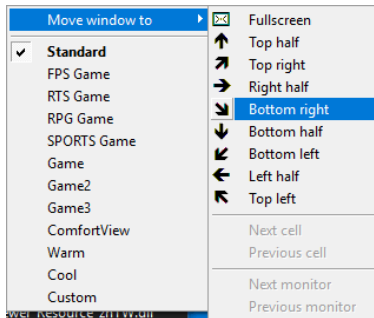 Move window to
Standard
FPS Game
RTS Game
RPG Game
SPORTS Game
Game
Game2
Game3
ComfortView
Warm
Cool
Custom
Fullscreen
Top half
Top right
Right half
Bottom right
Bottom half
Bottom left
Left half
Top left
Next cell
Previous cell
Next monitor
Previous monitor